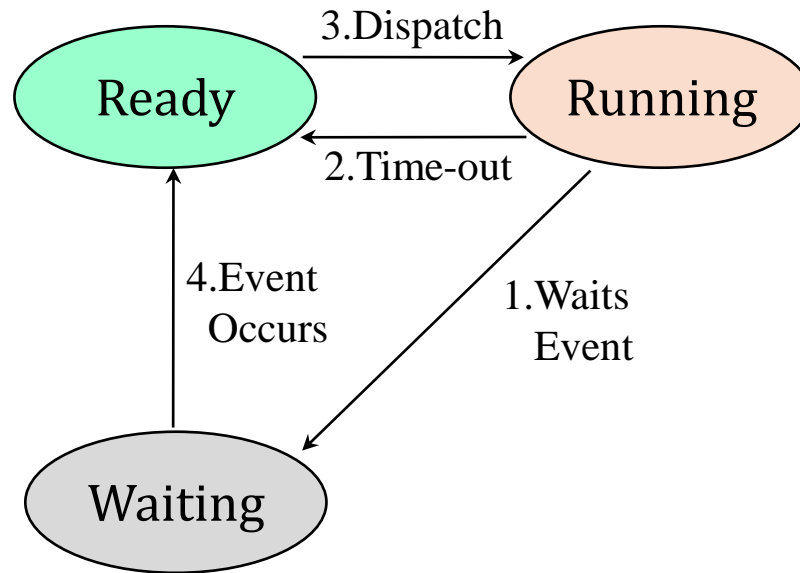 3.Dispatch
Ready
Running
2.Time-out
4.Event
Occurs
1.Waits
Event
Waiting